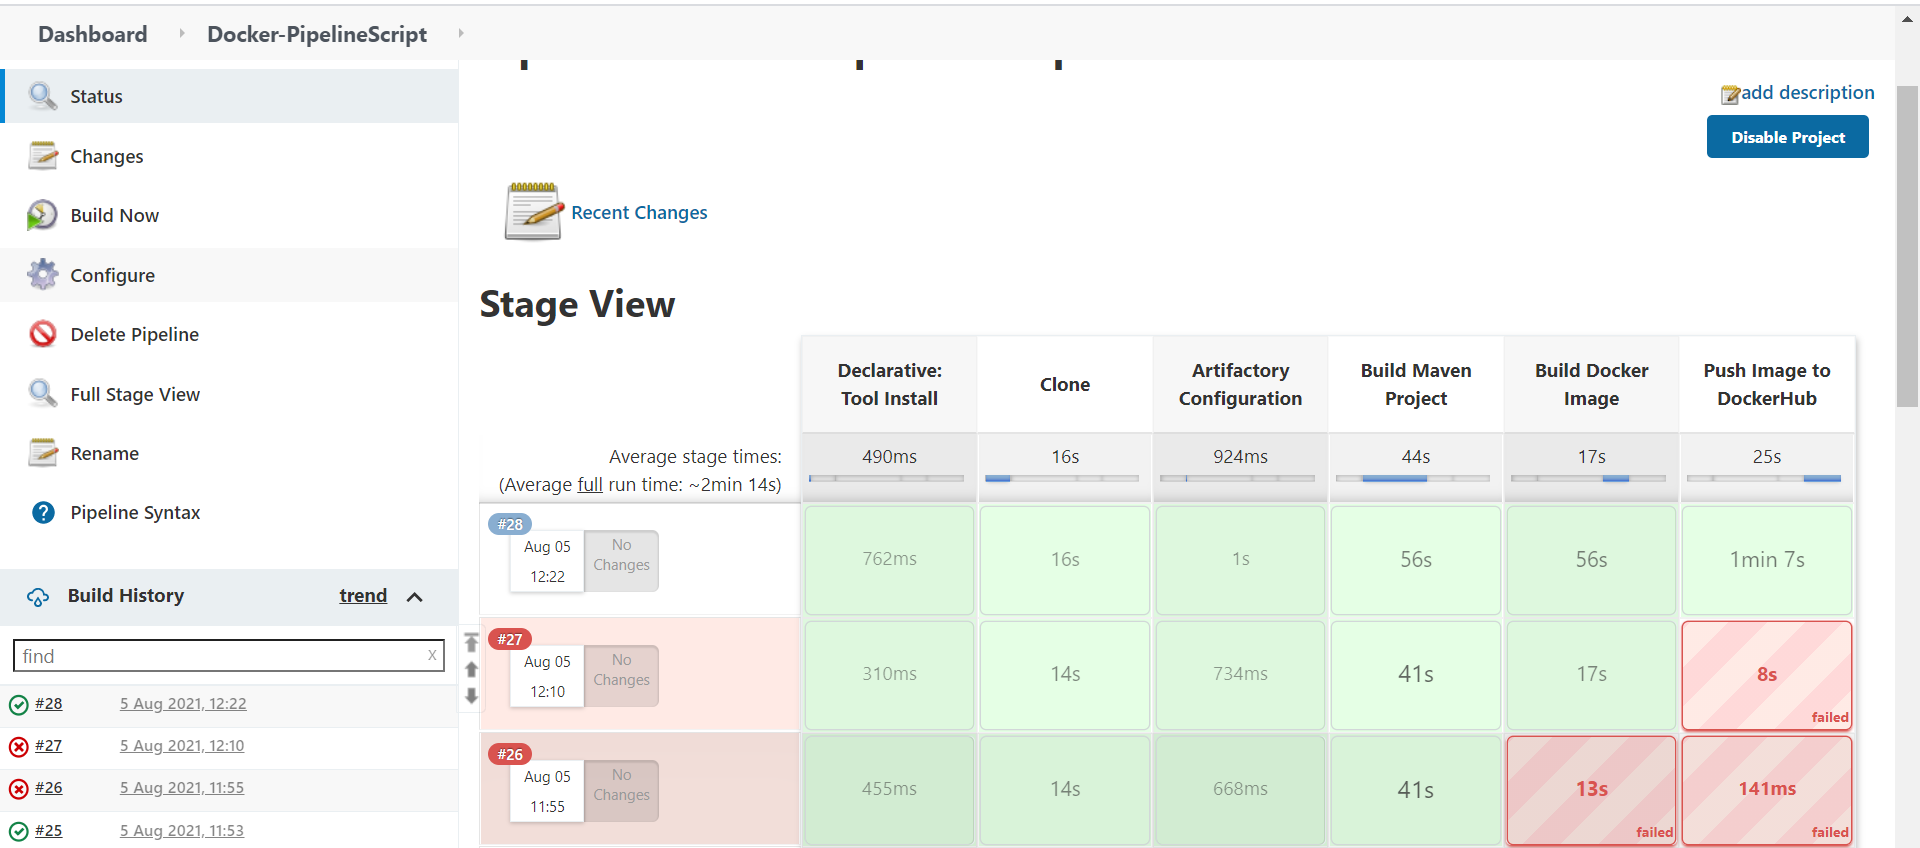 Dashboard
Docker-PipelineScript
Status
Changes
Build Now
Configure
Delete Pipeline
Full Stage View
Rename
Pipeline Syntax
Build History
trend
find
x
#28 5 Aug 2021, 12:22
#27 5 Aug 2021, 12:10
#26 5 Aug 2021, 11:55
#25 5 Aug 2021, 11:53
add description
Disable Project
Recent Changes
Stage View
Declarative:
Tool Install
Clone
Artifactory
Configuration
Build Maven
Project
Build Docker
Image
Push Image to
DockerHub
Average stage times:
(Average full run time: ~2min 14s)
490ms
16s
924ms
44s
17s
25s
#28
Aug 05
12:22
No
Changes
762ms
16s
1s
56s
56s
1min 7s
#27
Aug 05
12:10
No
Changes
310ms
14s
734ms
41s
17s
8s
failed
#26
Aug 05
11:55
No
Changes
455ms
14s
668ms
41s
13s
failed
141ms
failed